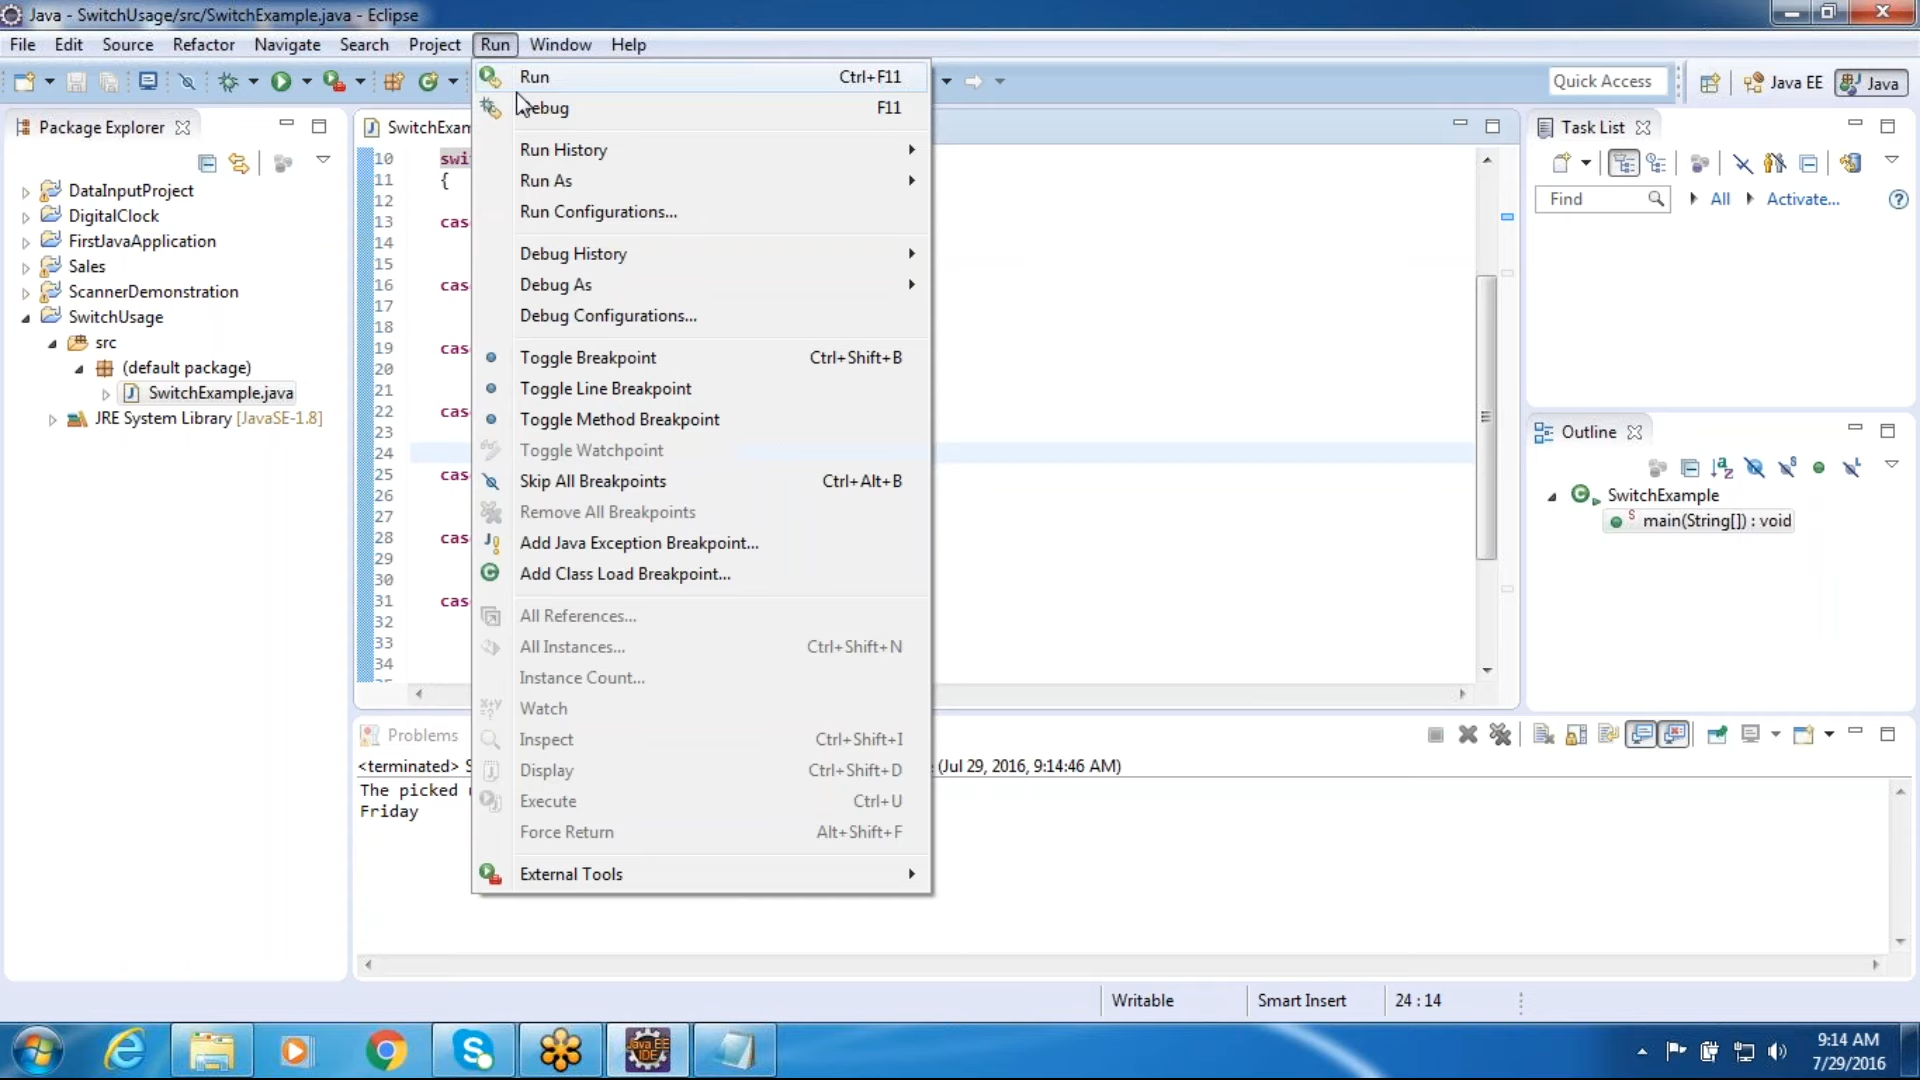 Java - SwitchUsage/src/SwitchExample.java - Eclipse
File Edit Source Refactor Navigate Search Project Run Window Help
Quick Access Java EE Java
Package Explorer
DataInputProject
DigitalClock
FirstJavaApplication
Sales
ScannerDemonstration
SwitchUsage
src
(default package)
SwitchExample.java
JRE System Library [JavaSE-1.8]
SwitchExam
10 swi
11 {
12
13 cas
14
15
16 cas
17
18
19 cas
20
21
22 cas
23
24
25 cas
26
27
28 cas
29
30
31 cas
32
33
34
Run Ctrl+F11
Debug F11
Run History
Run As
Run Configurations...
Debug History
Debug As
Debug Configurations...
Toggle Breakpoint Ctrl+Shift+B
Toggle Line Breakpoint
Toggle Method Breakpoint
Toggle Watchpoint
Skip All Breakpoints Ctrl+Alt+B
Remove All Breakpoints
Add Java Exception Breakpoint...
Add Class Load Breakpoint...
All References...
All Instances... Ctrl+Shift+N
Instance Count...
Watch
Inspect Ctrl+Shift+I
Display Ctrl+Shift+D
Execute Ctrl+U
Force Return Alt+Shift+F
External Tools
Task List
Find All Activate...
Outline
SwitchExample
main(String[]) : void
Problems
<terminated> S (Jul 29, 2016, 9:14:46 AM)
The picked
Friday
Writable Smart Insert 24 : 14
Java EE
IDE
9:14 AM
7/29/2016